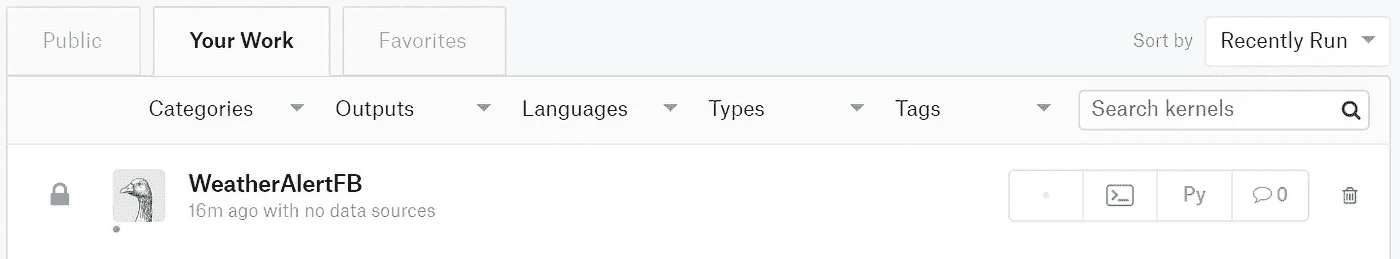 Public Your Work Favorites Sort by Recently Run
Categories Outputs Languages Types Tags Search kernels
WeatherAlertFB
16m ago with no data sources
Py 0